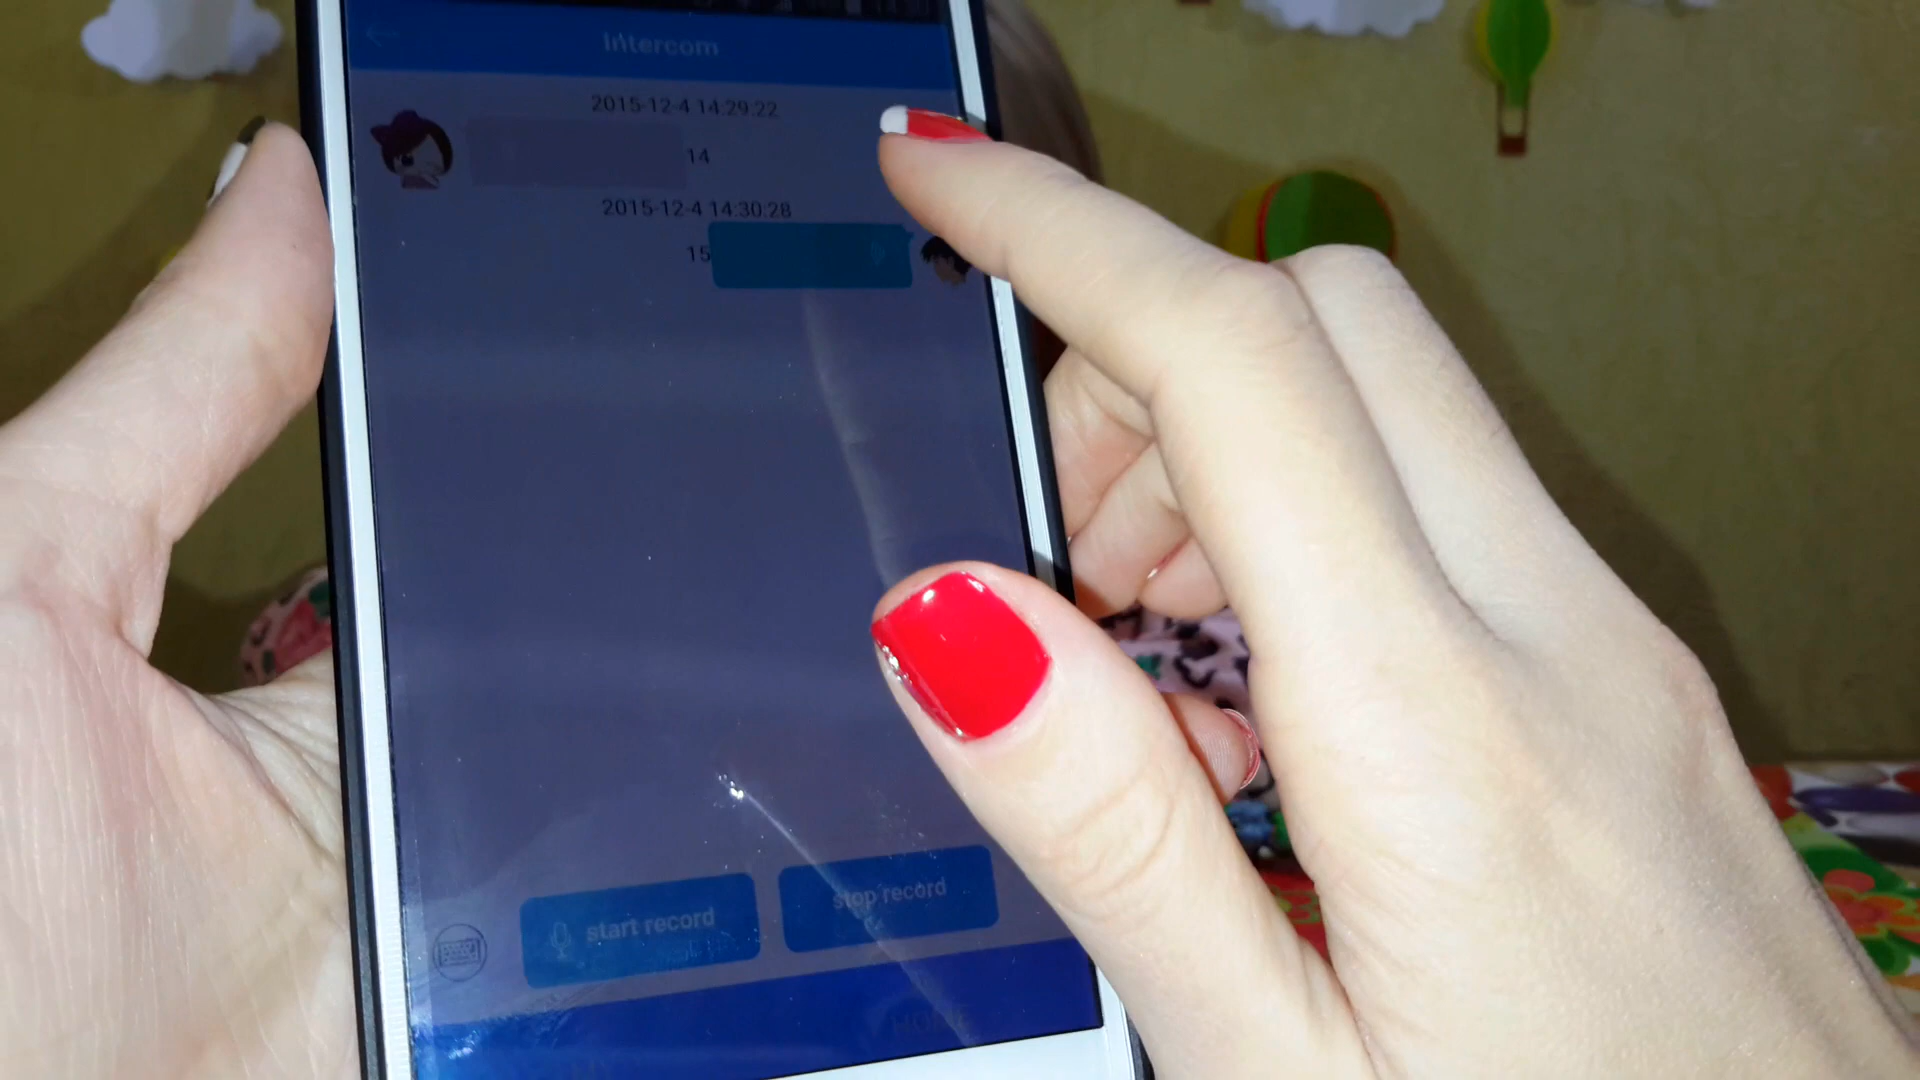 Intercom
2015-12-4 14:29:22
14
2015-12-4 14:30:28
15
start record
stop record